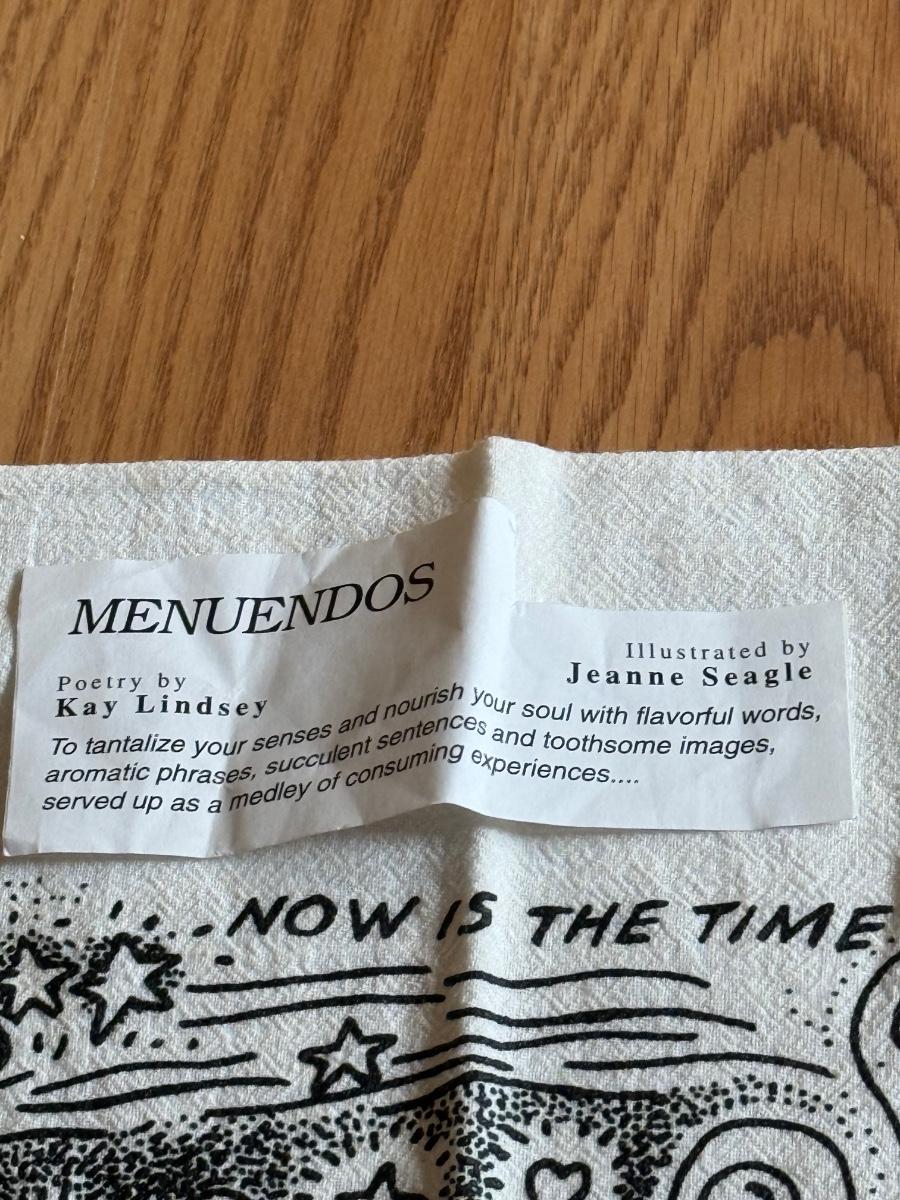 MENUENDOS
Illustrated by
Jeanne Seagle
Poetry by
Kay Lindsey
To tantalize your senses and nourish your soul with flavorful words,
aromatic phrases, succulent sentences and toothsome images,
served up as a medley of consuming experiences....
NOW IS THE TIME